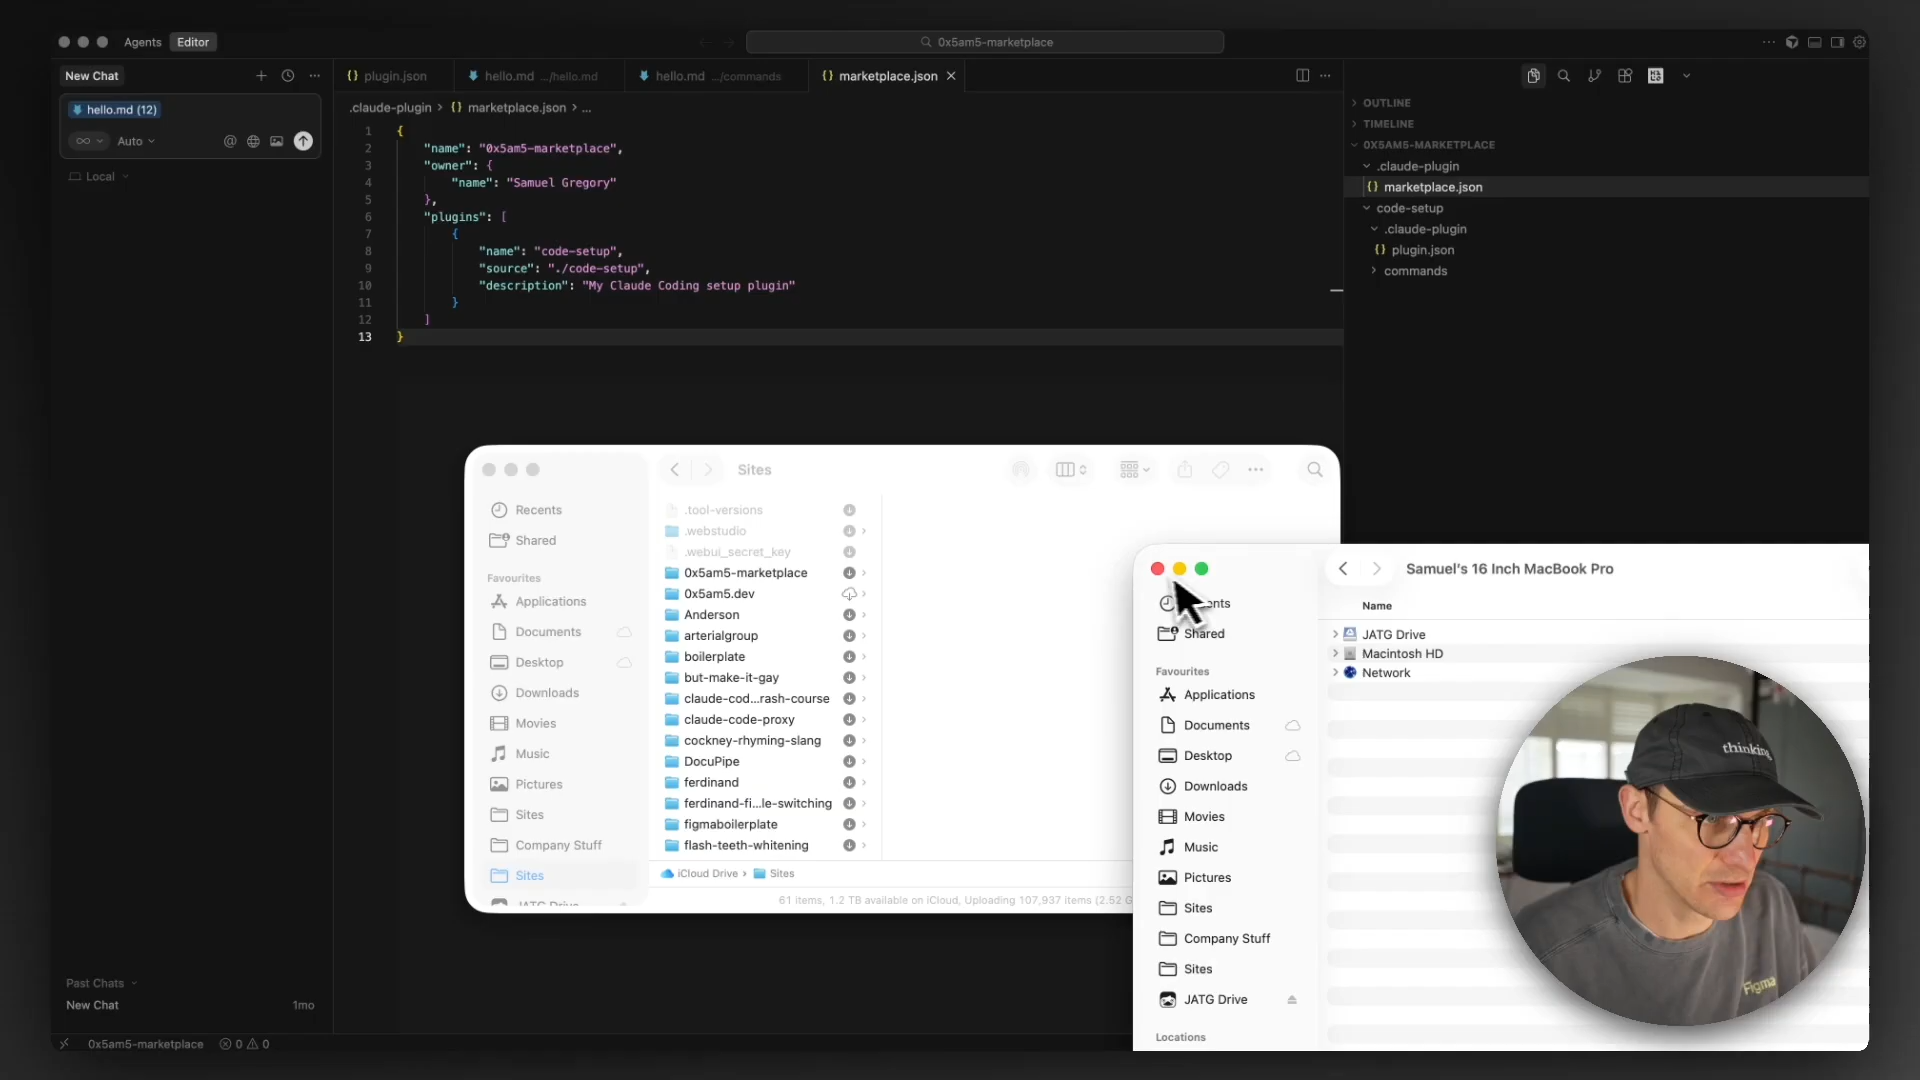 Agents Editor
0x5am5-marketplace
New Chat
hello.md (12)
Auto
Local
Past Chats
New Chat 1mo
plugin.json
hello.md .../hello.md
hello.md .../commands
{} marketplace.json
.claude-plugin > {} marketplace.json > ...
1 {
2 "name": "0x5am5-marketplace",
3 "owner": {
4 "name": "Samuel Gregory"
5 },
6 "plugins": [
7 {
8 "name": "code-setup",
9 "source": "./code-setup",
10 "description": "My Claude Coding setup plugin"
11 }
12 ]
13 }
OUTLINE
TIMELINE
0X5AM5-MARKETPLACE
.claude-plugin
{} marketplace.json
code-setup
.claude-plugin
{} plugin.json
commands
Sites
Recents
Shared
Favourites
Applications
Documents
Desktop
Downloads
Movies
Music
Pictures
Sites
Company Stuff
Sites
JATG Drive
.tool-versions
.webstudio
.webui_secret_key
0x5am5-marketplace
0x5am5.dev
Anderson
arterialgroup
boilerplate
but-make-it-gay
claude-cod...rash-course
claude-code-proxy
cockney-rhyming-slang
DocuPipe
ferdinand
ferdinand-fi...le-switching
figmaboilerplate
flash-teeth-whitening
iCloud Drive > Sites
61 items, 1.2 TB available on iCloud, Uploading 107,937 items (2.52 G
Samuel's 16 Inch MacBook Pro
Shared
Favourites
Applications
Documents
Desktop
Downloads
Movies
Music
Pictures
Sites
Company Stuff
Sites
JATG Drive
Locations
Name
JATG Drive
Macintosh HD
Network
thinking
Figma
0x5am5-marketplace 0 0